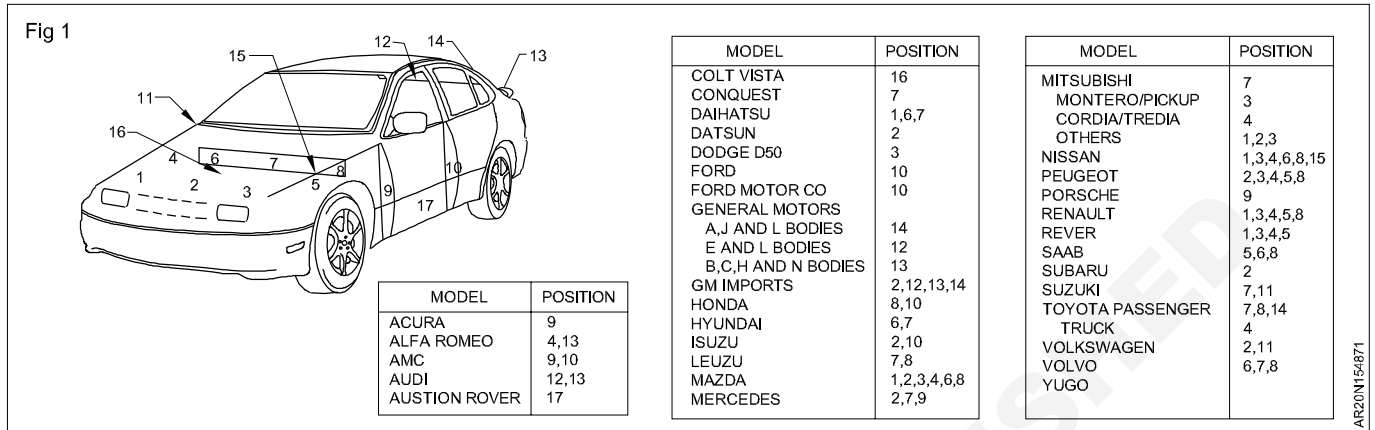 Fig 1
12
14
13
15
11
16
4
6
7
8
10
1
2
3
5
9
17
MODEL POSITION
ACURA 9
ALFA ROMEO 4,13
AMC 9,10
AUDI 12,13
AUSTION ROVER 17
MODEL POSITION
COLT VISTA 16
CONQUEST 7
DAIHATSU 1,6,7
DATSUN 2
DODGE D50 3
FORD 10
FORD MOTOR CO 10
GENERAL MOTORS
A,J AND L BODIES 14
E AND L BODIES 12
B,C,H AND N BODIES 13
GM IMPORTS 2,12,13,14
HONDA 8,10
HYUNDAI 6,7
ISUZU 2,10
LEUZU 7,8
MAZDA 1,2,3,4,6,8
MERCEDES 2,7,9
MODEL POSITION
MITSUBISHI 7
MONTERO/PICKUP 3
CORDIA/TREDIA 4
OTHERS 1,2,3
NISSAN 1,3,4,6,8,15
PEUGEOT 2,3,4,5,8
PORSCHE 9
RENAULT 1,3,4,5,8
REVER 1,3,4,5
SAAB 5,6,8
SUBARU 2
SUZUKI 7,11
TOYOTA PASSENGER 7,8,14
TRUCK 4
VOLKSWAGEN 2,11
VOLVO 6,7,8
YUGO
AR20N154871